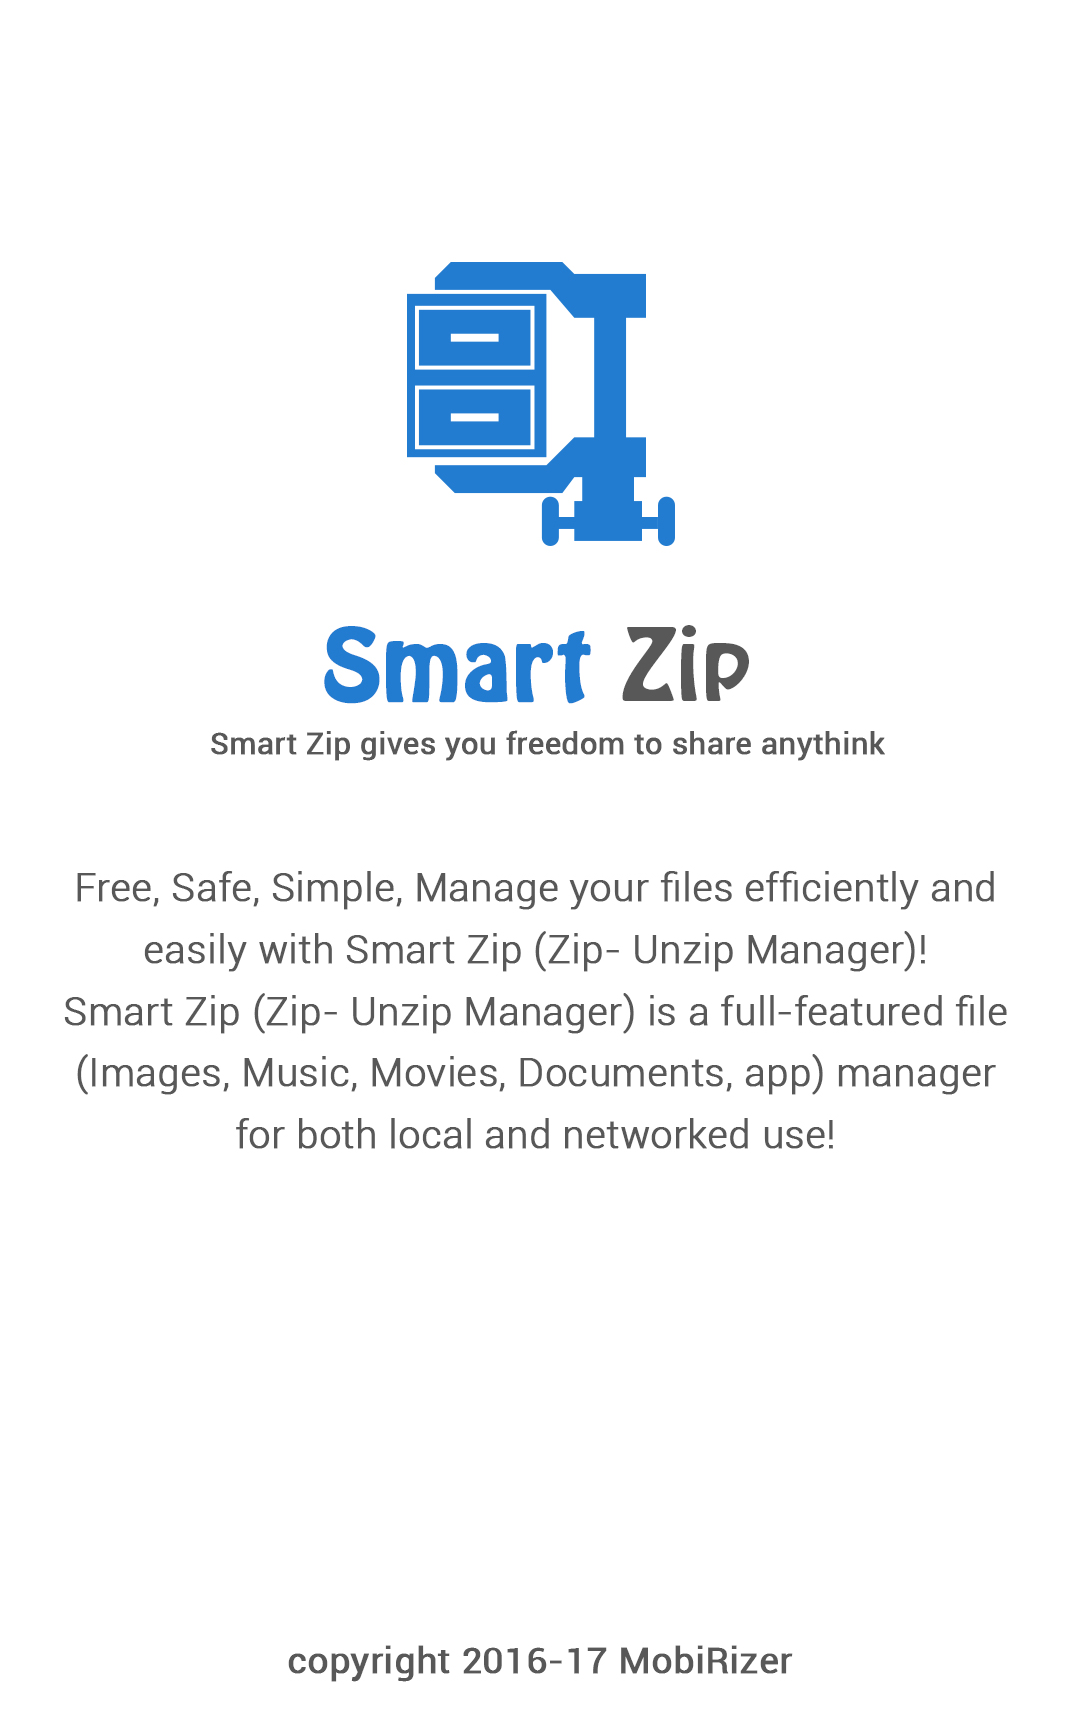 Smart Zip
Smart Zip gives you freedom to share anythink
Free, Safe, Simple, Manage your files efficiently and
easily with Smart Zip (Zip- Unzip Manager)!
Smart Zip (Zip- Unzip Manager) is a full-featured file
(Images, Music, Movies, Documents, app) manager
for both local and networked use!
copyright 2016-17 MobiRizer